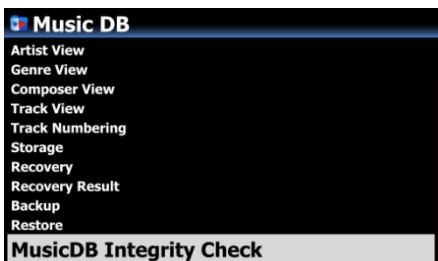 Music DB
Artist View
Genre View
Composer View
Track View
Track Numbering
Storage
Recovery
Recovery Result
Backup
Restore
MusicDB Integrity Check